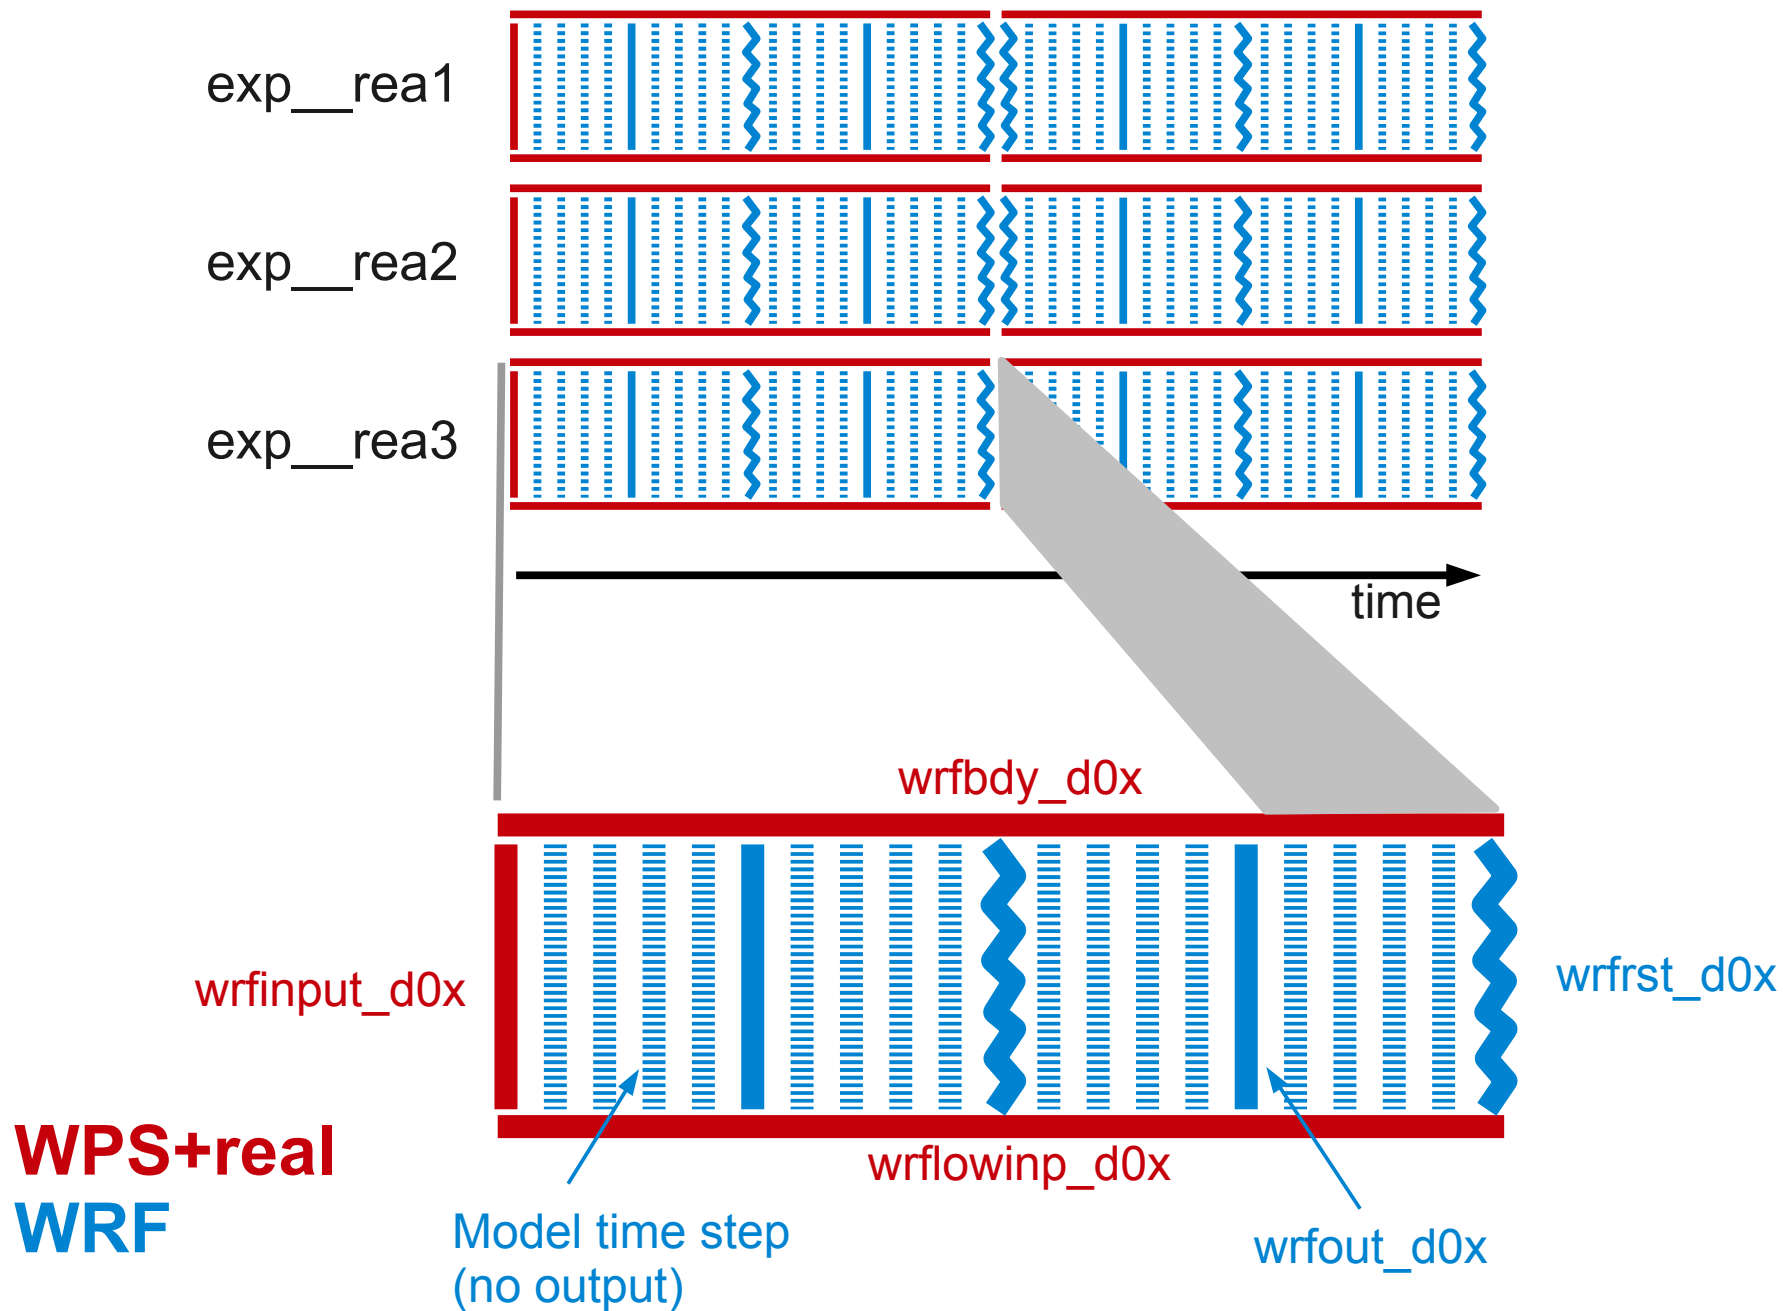 exp__rea1
exp__rea2
exp__rea3
time
wrfbdy_d0x
wrfinput_d0x
wrfrst_d0x
WPS+real
WRF
wrflowinp_d0x
Model time step
(no output)
wrfout_d0x